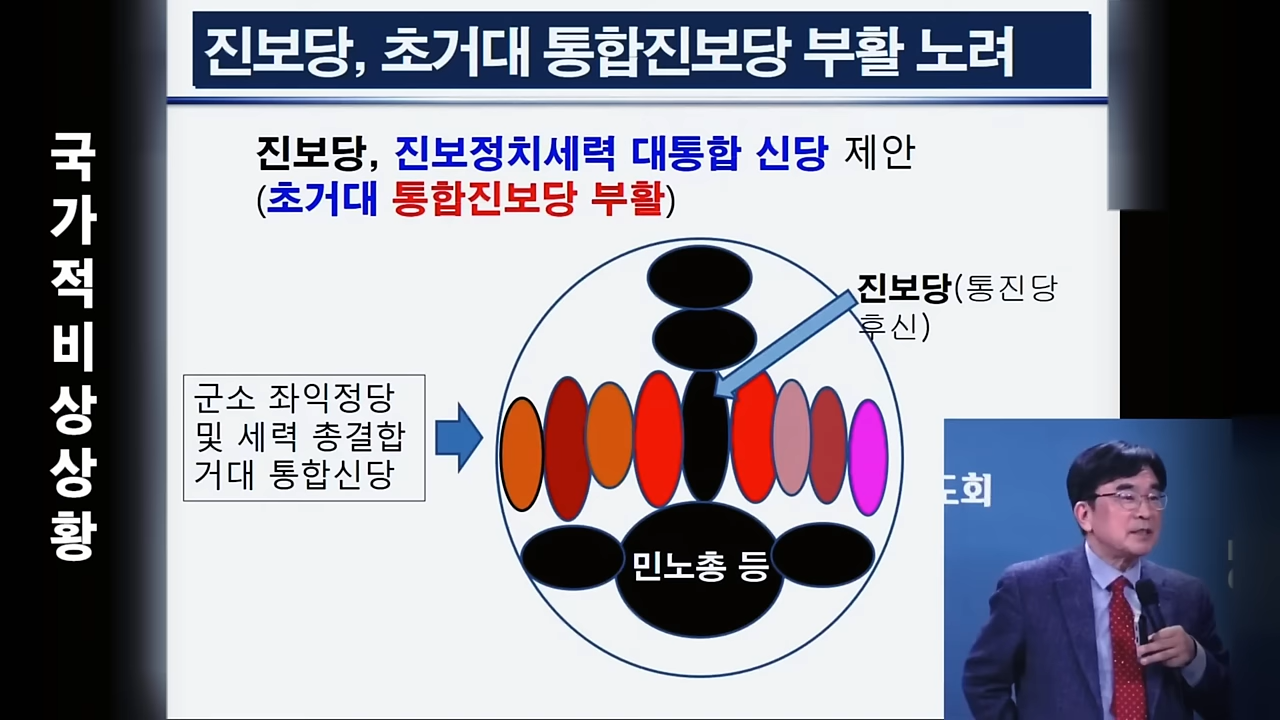 진보당, 초거대 통합진보당 부활 노려
국가적비상상황
진보당, 진보정치세력 대통합 신당 제안
(초거대 통합진보당 부활)
진보당(통진당
후신)
군소 좌익정당
및 세력 총결합
거대 통합신당
민노총 등
도회